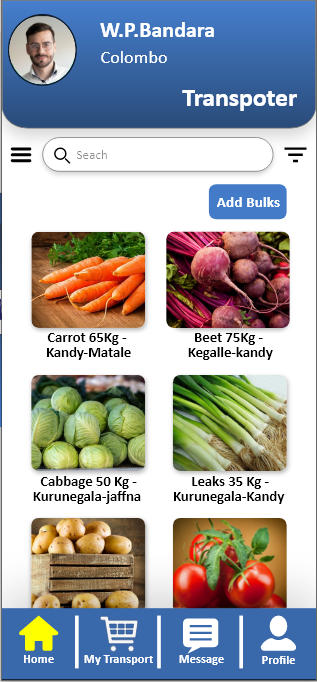 W.P.Bandara
Colombo
Transpoter
Seach
Add Bulks
Carrot 65Kg -
Kandy-Matale
Beet 75Kg -
Kegalle-kandy
Cabbage 50 Kg -
Kurunegala-jaffna
Leaks 35 Kg -
Kurunegala-Kandy
Home
My Transport
Message
Profile